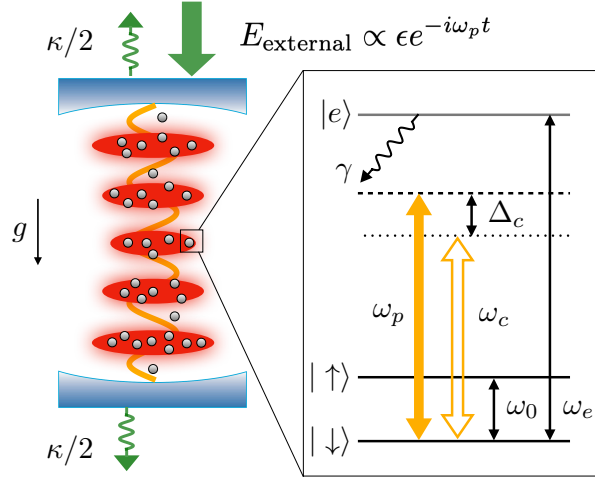 κ/2
E_external ∝ ϵe^{-iω_p t}
|e⟩
γ
Δ_c
g
ω_p
ω_c
|↑⟩
ω_0
ω_e
|↓⟩
κ/2